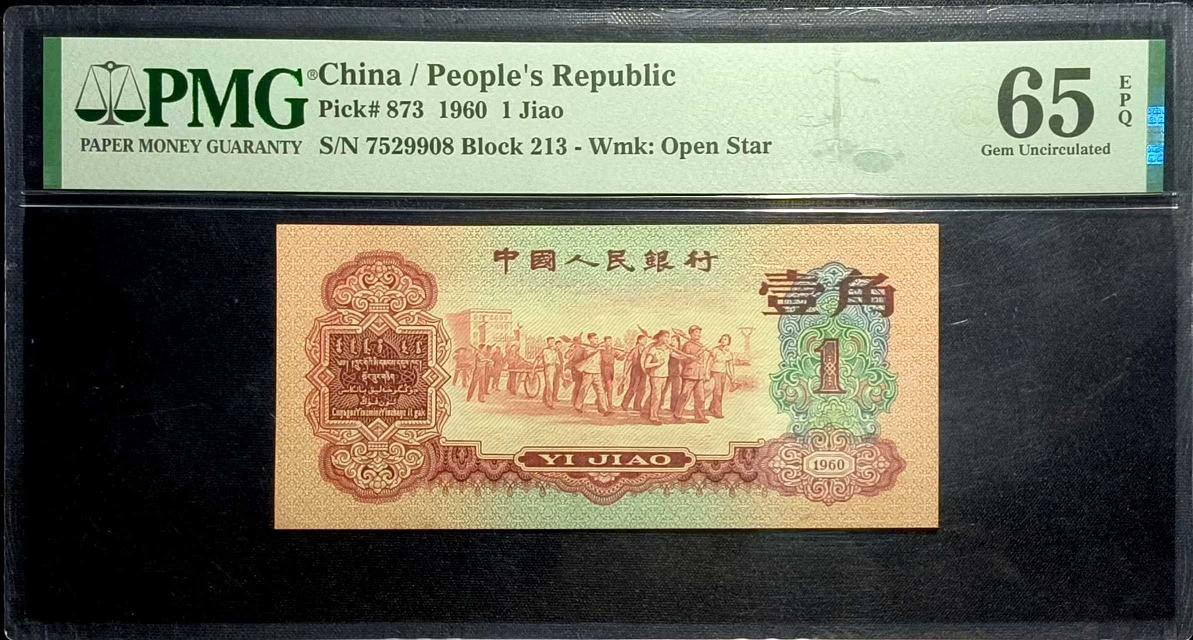 PMG®
PAPER MONEY GUARANTY
China / People's Republic
Pick# 873 1960 1 Jiao
S/N 7529908 Block 213 - Wmk: Open Star
65
EPQ
Gem Uncirculated
中國人民銀行
壹角
1
YI JIAO
1960